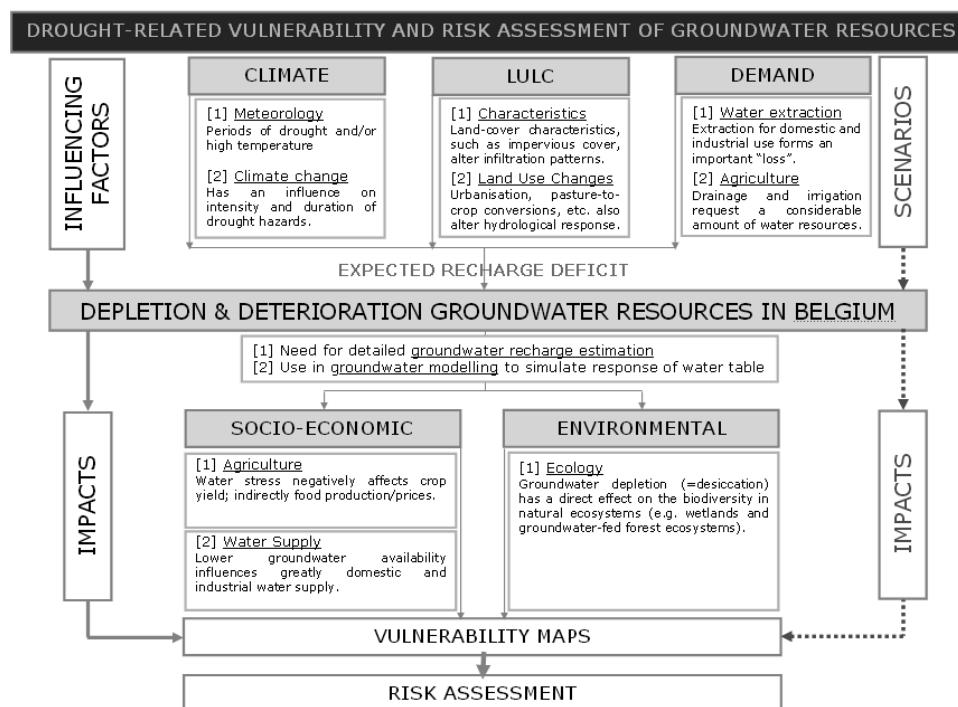 DROUGHT-RELATED VULNERABILITY AND RISK ASSESSMENT OF GROUNDWATER RESOURCES
INFLUENCING
FACTORS
CLIMATE
[1] Meteorology
Periods of drought and/or
high temperature
[2] Climate change
Has an influence on
intensity and duration of
drought hazards.
LULC
[1] Characteristics
Land-cover characteristics,
such as impervious cover,
alter infiltration patterns.
[2] Land Use Changes
Urbanisation, pasture-to-
crop conversions, etc. also
alter hydrological response.
DEMAND
[1] Water extraction
Extraction for domestic and
industrial use forms an
important “loss”.
[2] Agriculture
Drainage and irrigation
request a considerable
amount of water resources.
SCENARIOS
EXPECTED RECHARGE DEFICIT
DEPLETION & DETERIORATION GROUNDWATER RESOURCES IN BELGIUM
[1] Need for detailed groundwater recharge estimation
[2] Use in groundwater modelling to simulate response of water table
IMPACTS
SOCIO-ECONOMIC
[1] Agriculture
Water stress negatively affects crop
yield; indirectly food production/prices.
[2] Water Supply
Lower groundwater availability
influences greatly domestic and
industrial water supply.
ENVIRONMENTAL
[1] Ecology
Groundwater depletion (=desiccation)
has a direct effect on the biodiversity in
natural ecosystems (e.g. wetlands and
groundwater-fed forest ecosystems).
IMPACTS
VULNERABILITY MAPS
RISK ASSESSMENT